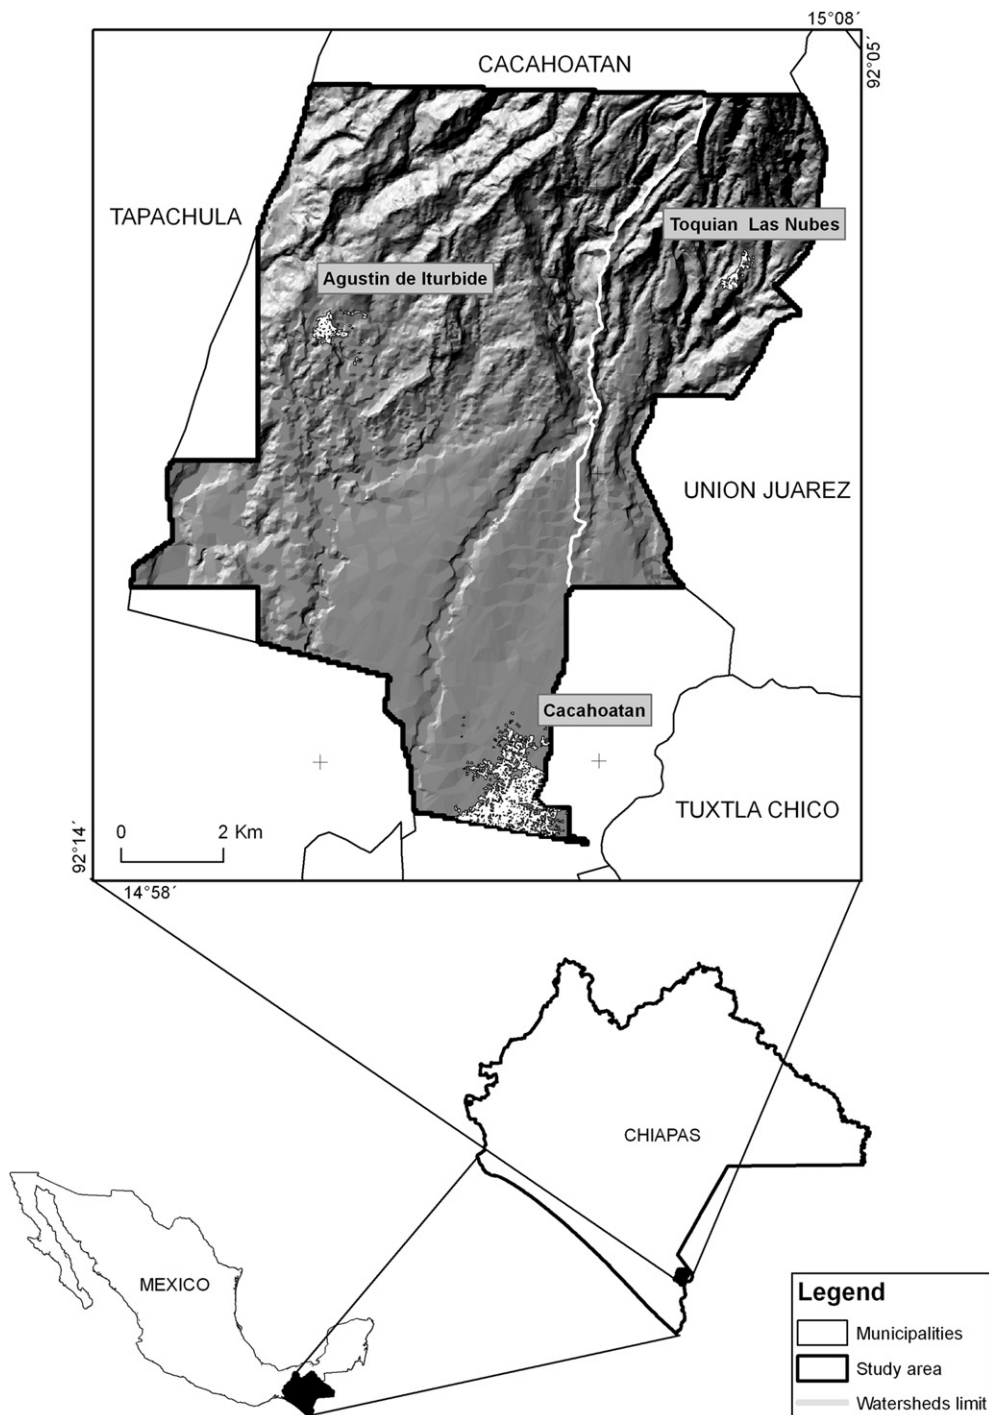 15°08´
92°05´
CACAHOATAN
TAPACHULA
Toquian Las Nubes
Agustin de Iturbide
UNION JUAREZ
Cacahoatan
TUXTLA CHICO
0 2 Km
92°14´
14°58´
CHIAPAS
MEXICO
Legend
Municipalities
Study area
Watersheds limit